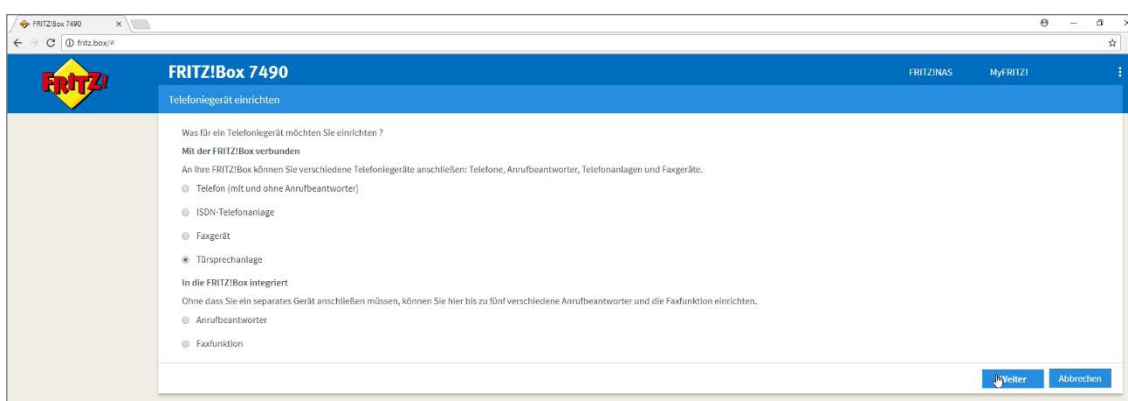 FRITZ!Box 7490
fritz.box/#
FRITZ!
FRITZ!Box 7490
FRITZ!NAS
MyFRITZ!
Telefoniegerät einrichten
Was für ein Telefoniegerät möchten Sie einrichten ?
Mit der FRITZ!Box verbunden
An Ihre FRITZ!Box können Sie verschiedene Telefoniegeräte anschließen: Telefone, Anrufbeantworter, Telefonanlagen und Faxgeräte.
Telefon (mit und ohne Anrufbeantworter)
ISDN-Telefonanlage
Faxgerät
Türsprechanlage
In die FRITZ!Box integriert
Ohne dass Sie ein separates Gerät anschließen müssen, können Sie hier bis zu fünf verschiedene Anrufbeantworter und die Faxfunktion einrichten.
Anrufbeantworter
Faxfunktion
Weiter
Abbrechen